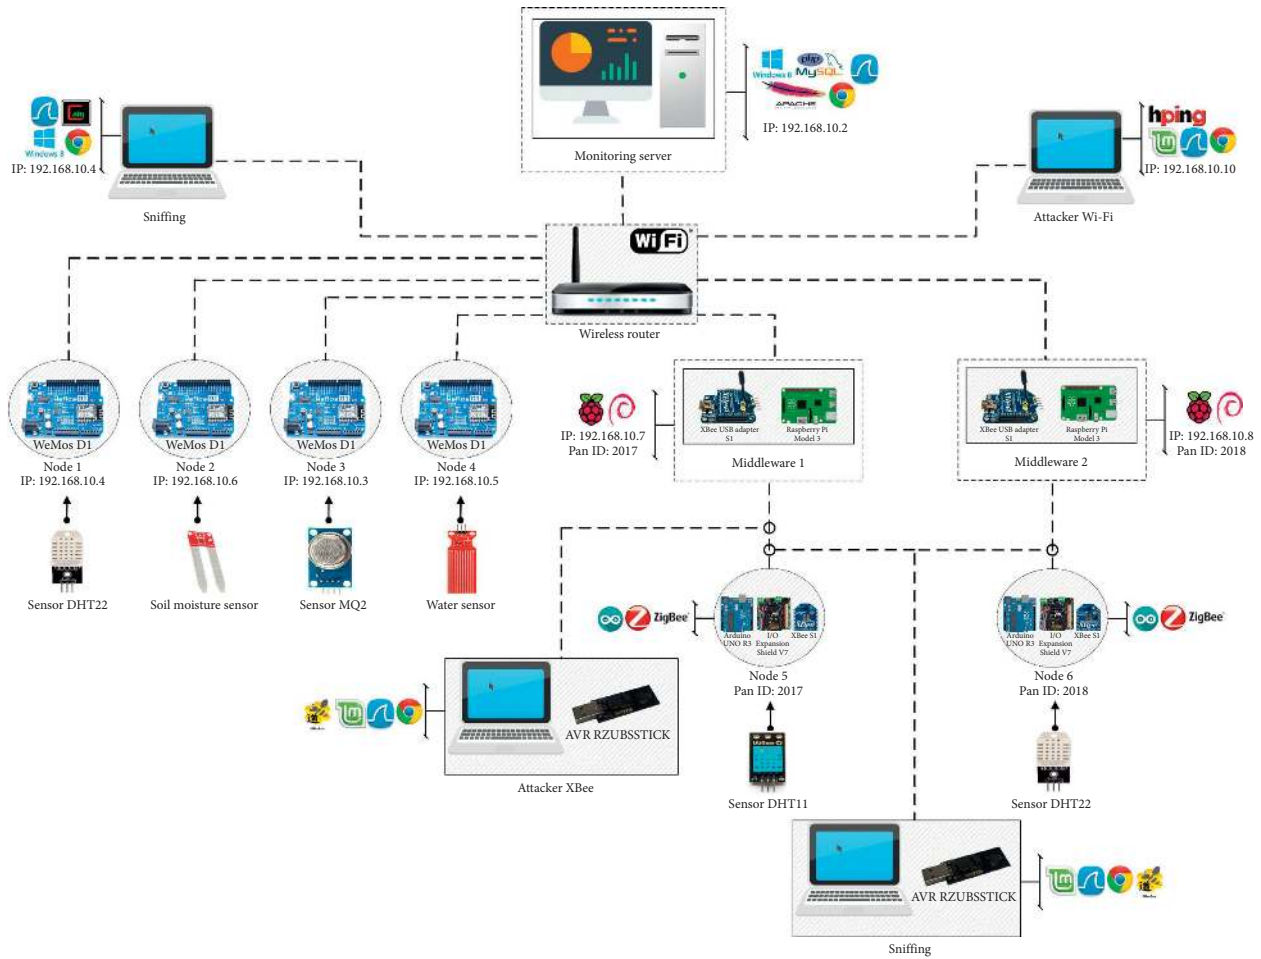 Windows 8
php
MySQL
APACHE
IP: 192.168.10.2
Monitoring server
Windows 8
IP: 192.168.10.4
Sniffing
hping
IP: 192.168.10.10
Attacker Wi-Fi
Wi Fi
Wireless router
WeMos D1
Node 1
IP: 192.168.10.4
WeMos D1
Node 2
IP: 192.168.10.6
WeMos D1
Node 3
IP: 192.168.10.3
WeMos D1
Node 4
IP: 192.168.10.5
IP: 192.168.10.7
Pan ID: 2017
XBee USB adapter
S1
Raspberry Pi
Model 3
Middleware 1
XBee USB adapter
S1
Raspberry Pi
Model 3
Middleware 2
IP: 192.168.10.8
Pan ID: 2018
Sensor DHT22
Soil moisture sensor
Sensor MQ2
Water sensor
ZigBee
Arduino
UNO R3
I/O
Expansion
Shield V7
XBee S1
Node 5
Pan ID: 2017
Arduino
UNO R3
I/O
Expansion
Shield V7
XBee S1
ZigBee
Node 6
Pan ID: 2018
AVR RZUBSSTICK
Attacker XBee
Sensor DHT11
Sensor DHT22
AVR RZUBSSTICK
Sniffing